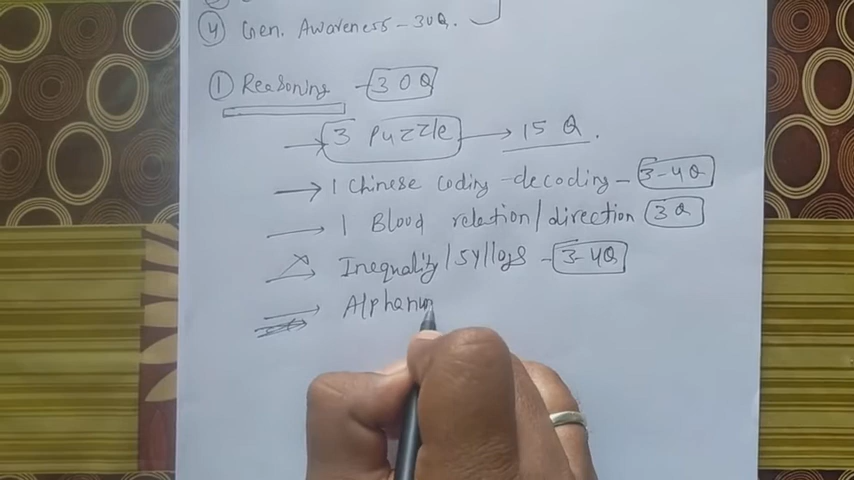 ④ Gen. Awareness - 30Q.
① Reasoning - 30Q
→ 3 puzzle → 15 Q.
→ 1 Chinese coding-decoding - 3-4Q
→ 1 Blood relation/direction 3Q
→ Inequality/Syllogs - 3-4Q
→ Alphanum